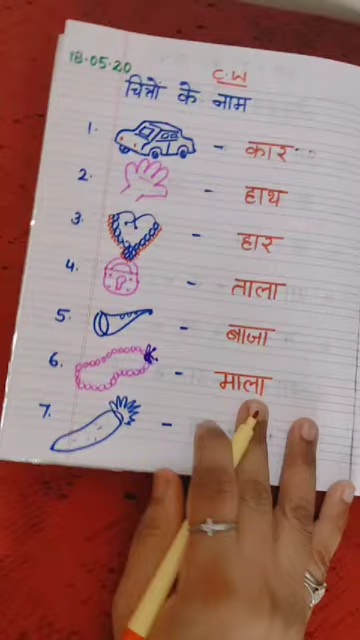 18.05.20
C.W
चित्रों के नाम
1. - कार
2. - हाथ
3. - हार
4. - ताला
5. - बाजा
6. - माला
7. -